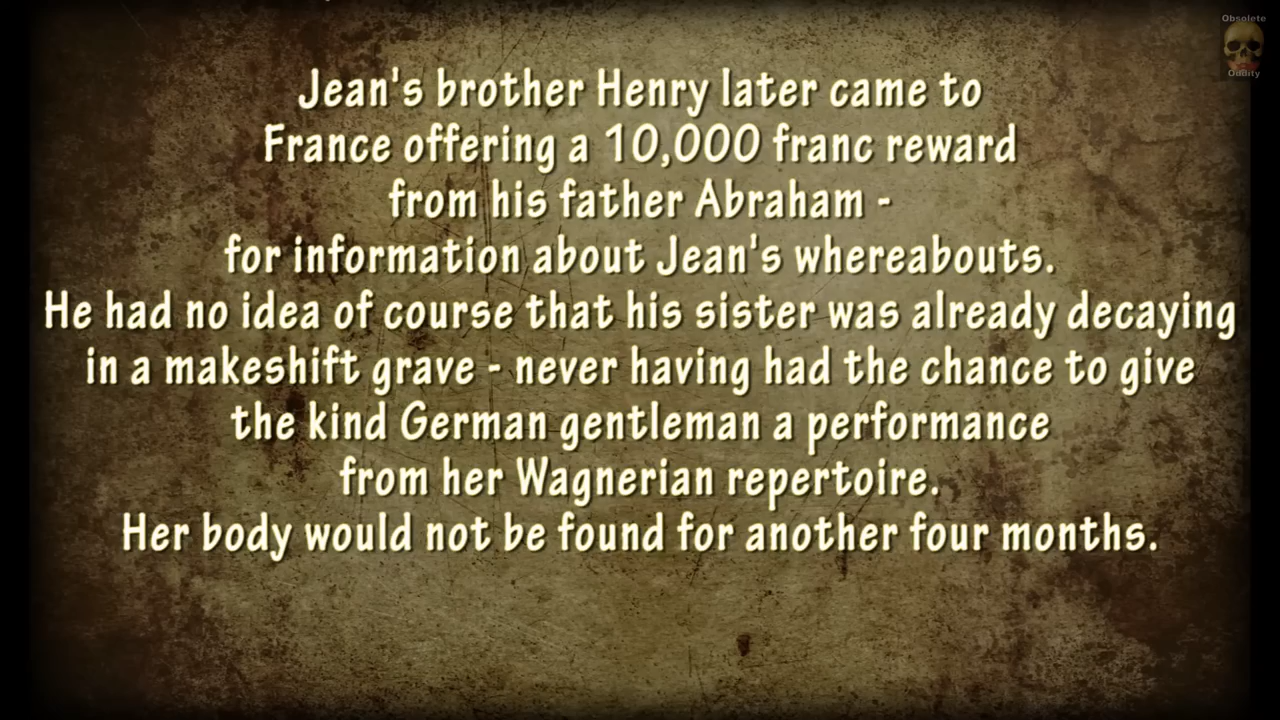 Obsolete
Oddity
Jean's brother Henry later came to
France offering a 10,000 franc reward
from his father Abraham -
for information about Jean's whereabouts.
He had no idea of course that his sister was already decaying
in a makeshift grave - never having had the chance to give
the kind German gentleman a performance
from her Wagnerian repertoire.
Her body would not be found for another four months.